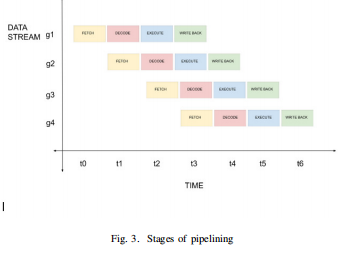 DATA
STREAM g1 FETCH DECODE EXECUTE WRITE BACK
g2 FETCH DECODE EXECUTE WRITE BACK
g3 FETCH DECODE EXECUTE WRITE BACK
g4 FETCH DECODE EXECUTE WRITE BACK
t0 t1 t2 t3 t4 t5 t6
TIME
Fig. 3. Stages of pipelining